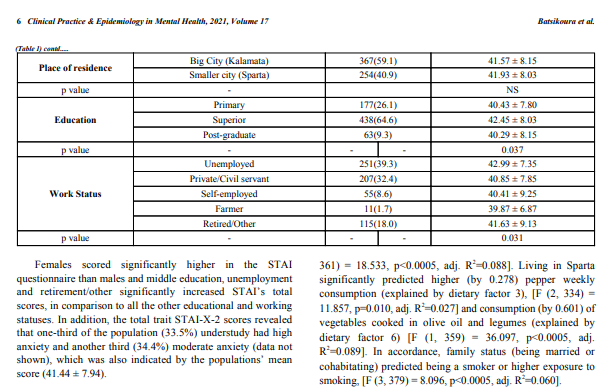 6 Clinical Practice & Epidemiology in Mental Health, 2021, Volume 17 Batsikoura et al.
(Table 1) contd.....
Place of residence Big City (Kalamata) 367(59.1) 41.57 ± 8.15
Smaller city (Sparta) 254(40.9) 41.93 ± 8.03
p value - NS
Education Primary 177(26.1) 40.43 ± 7.80
Superior 438(64.6) 42.45 ± 8.03
Post-graduate 63(9.3) 40.29 ± 8.15
p value - - - 0.037
Work Status Unemployed 251(39.3) 42.99 ± 7.35
Private/Civil servant 207(32.4) 40.85 ± 7.85
Self-employed 55(8.6) 40.41 ± 9.25
Farmer 11(1.7) 39.87 ± 6.87
Retired/Other 115(18.0) 41.63 ± 9.13
p value - - - 0.031
Females scored significantly higher in the STAI
questionnaire than males and middle education, unemployment
and retirement/other significantly increased STAI's total
scores, in comparison to all the other educational and working
statuses. In addition, the total trait STAI-X-2 scores revealed
that one-third of the population (33.5%) understudy had high
anxiety and another third (34.4%) moderate anxiety (data not
shown), which was also indicated by the populations' mean
score (41.44 ± 7.94).
361) = 18.533, p<0.0005, adj. R²=0.088]. Living in Sparta
significantly predicted higher (by 0.278) pepper weekly
consumption (explained by dietary factor 3), [F (2, 334) =
11.857, p=0.010, adj. R²=0.027] and consumption (by 0.601) of
vegetables cooked in olive oil and legumes (explained by
dietary factor 6) [F (1, 359) = 36.097, p<0.0005, adj.
R²=0.089]. In accordance, family status (being married or
cohabitating) predicted being a smoker or higher exposure to
smoking, [F (3, 379) = 8.096, p<0.0005, adj. R²=0.060].